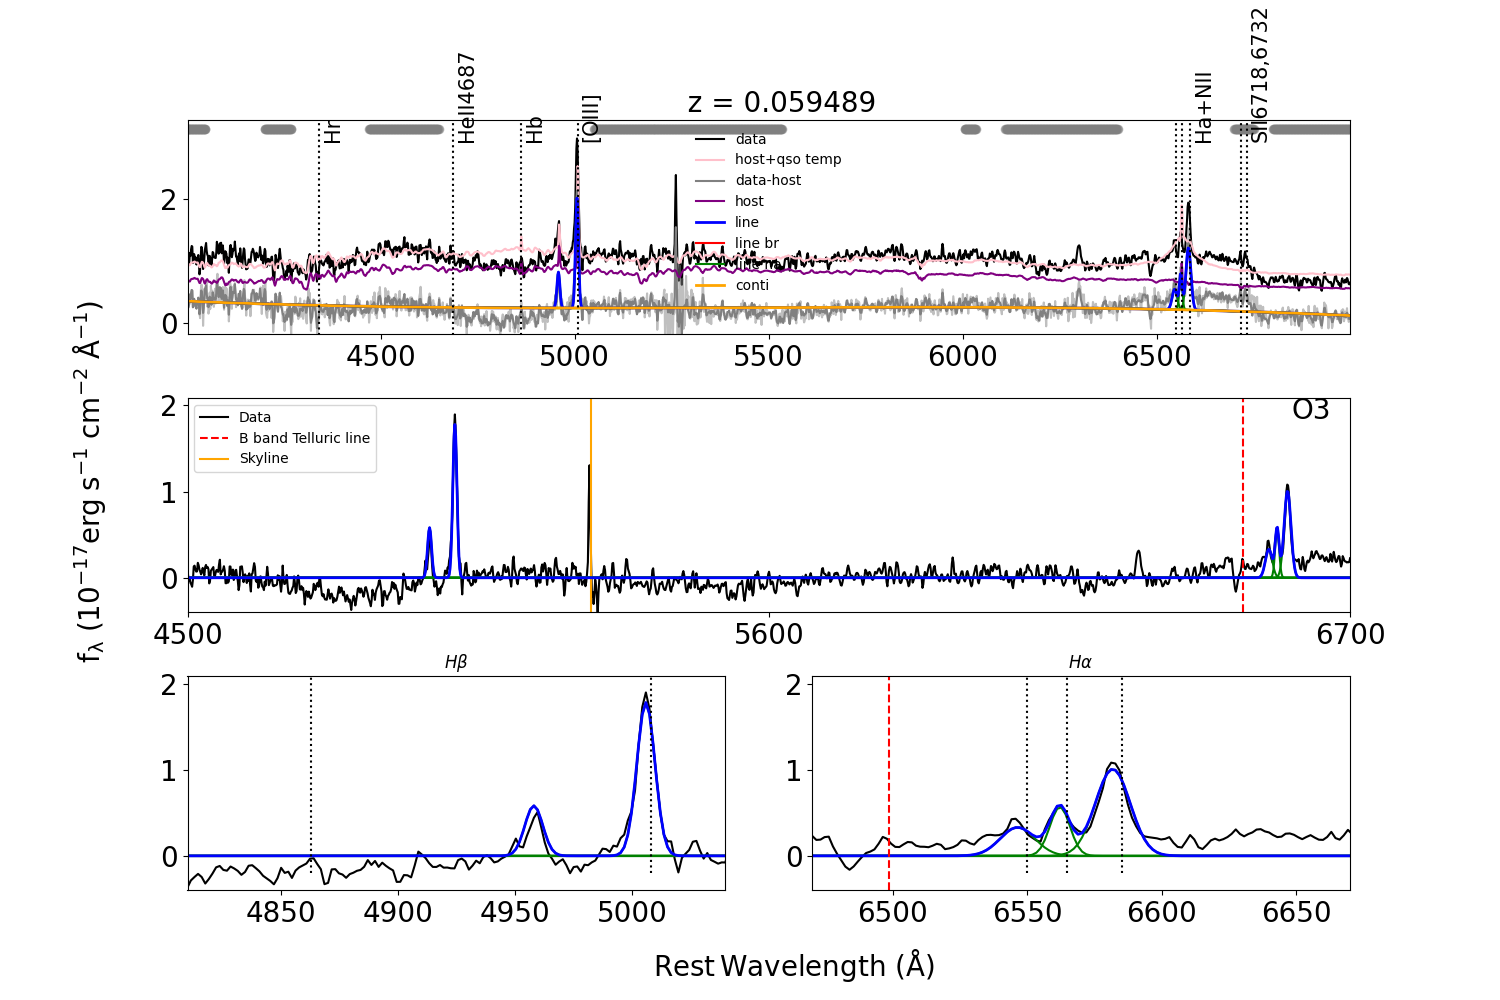 z = 0.059489
Hr
HeII4687
Hb
[OIII]
Ha+NII
SII6718,6732
data
host+qso temp
data-host
host
line
line br
conti
2
0
4500
5000
5500
6000
6500
fλ (10⁻¹⁷erg s⁻¹ cm⁻² Å⁻¹)
O3
Data
B band Telluric line
Skyline
2
1
0
4500
5600
6700
Hβ
2
1
0
4850
4900
4950
5000
Hα
2
1
0
6500
6550
6600
6650
Rest Wavelength (Å)